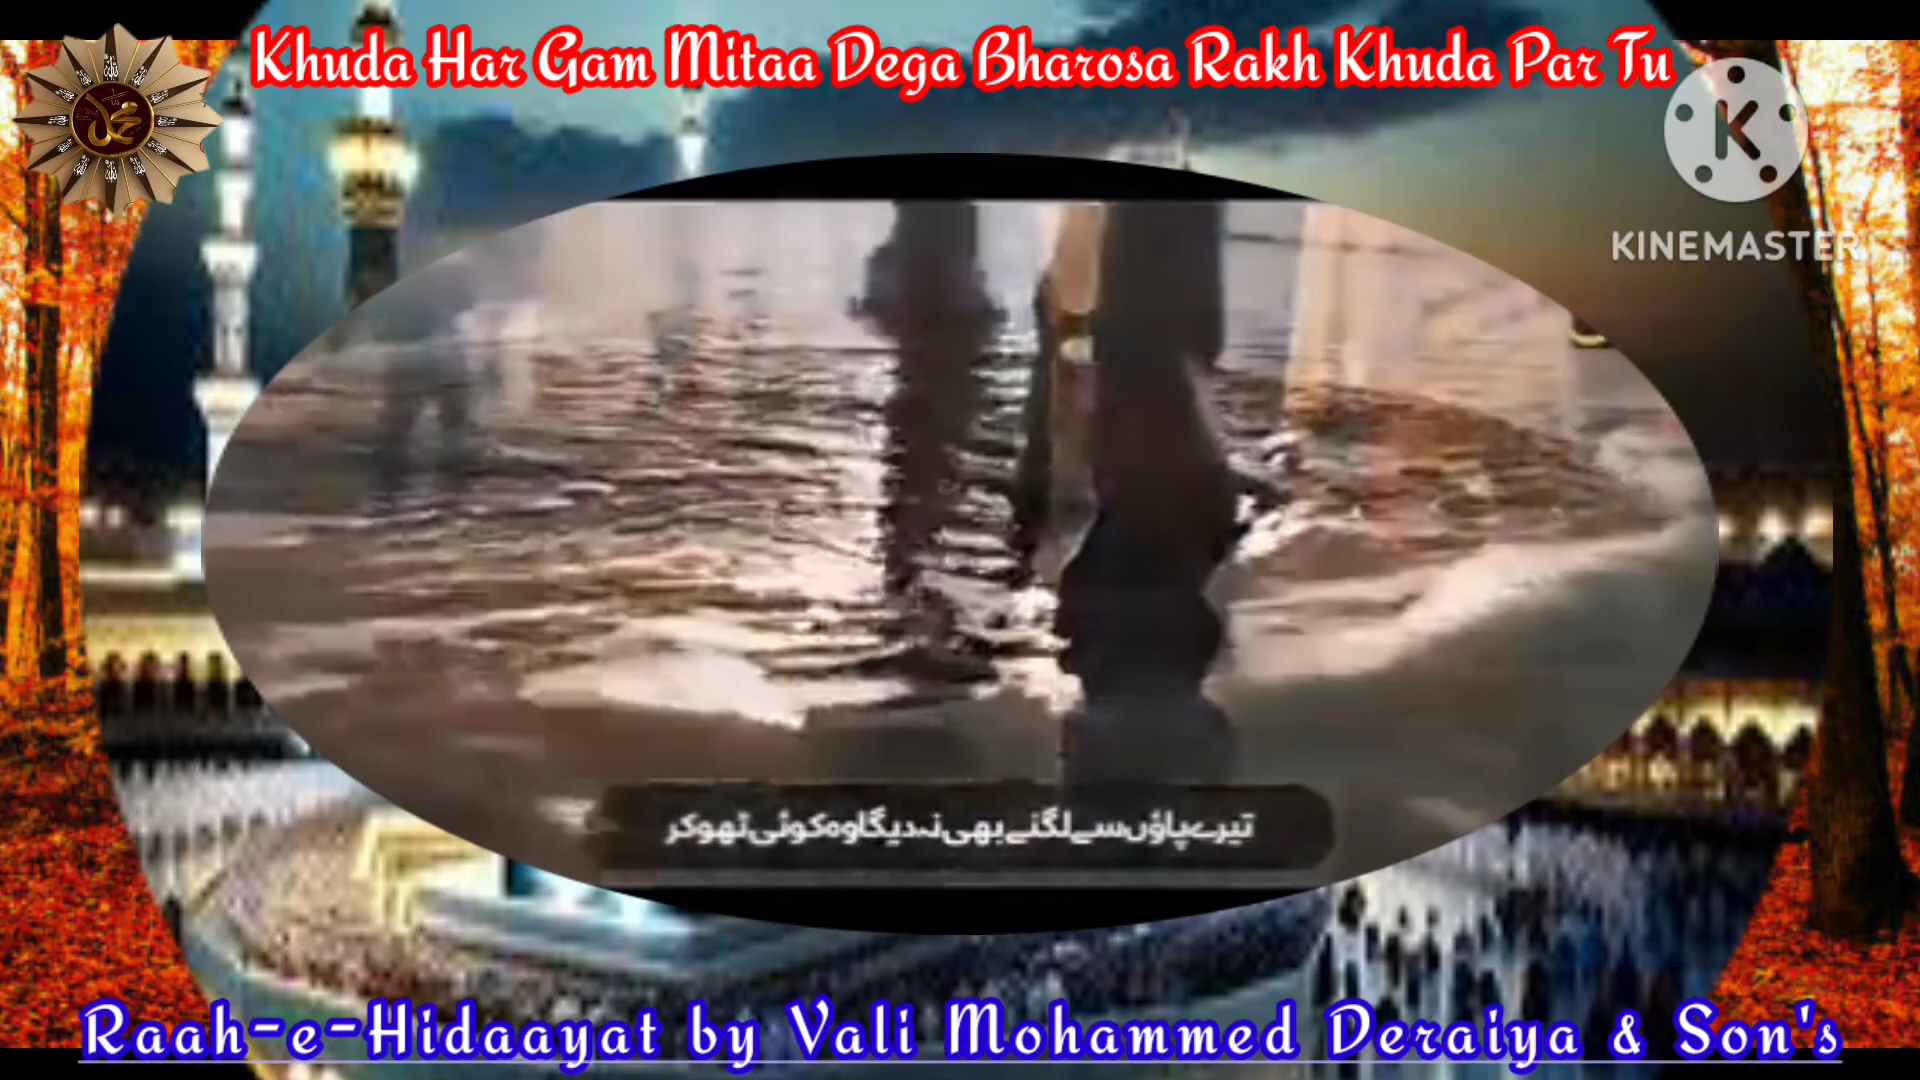 Khuda Har Gam Mitaa Dega Bharosa Rakh Khuda Par Tu
KINEMASTER
تیرے پاؤں سے لگنے بھی نہ دیگا وہ کوئی ٹھوکر
Raah-e-Hidaayat by Vali Mohammed Deraiya & Son's